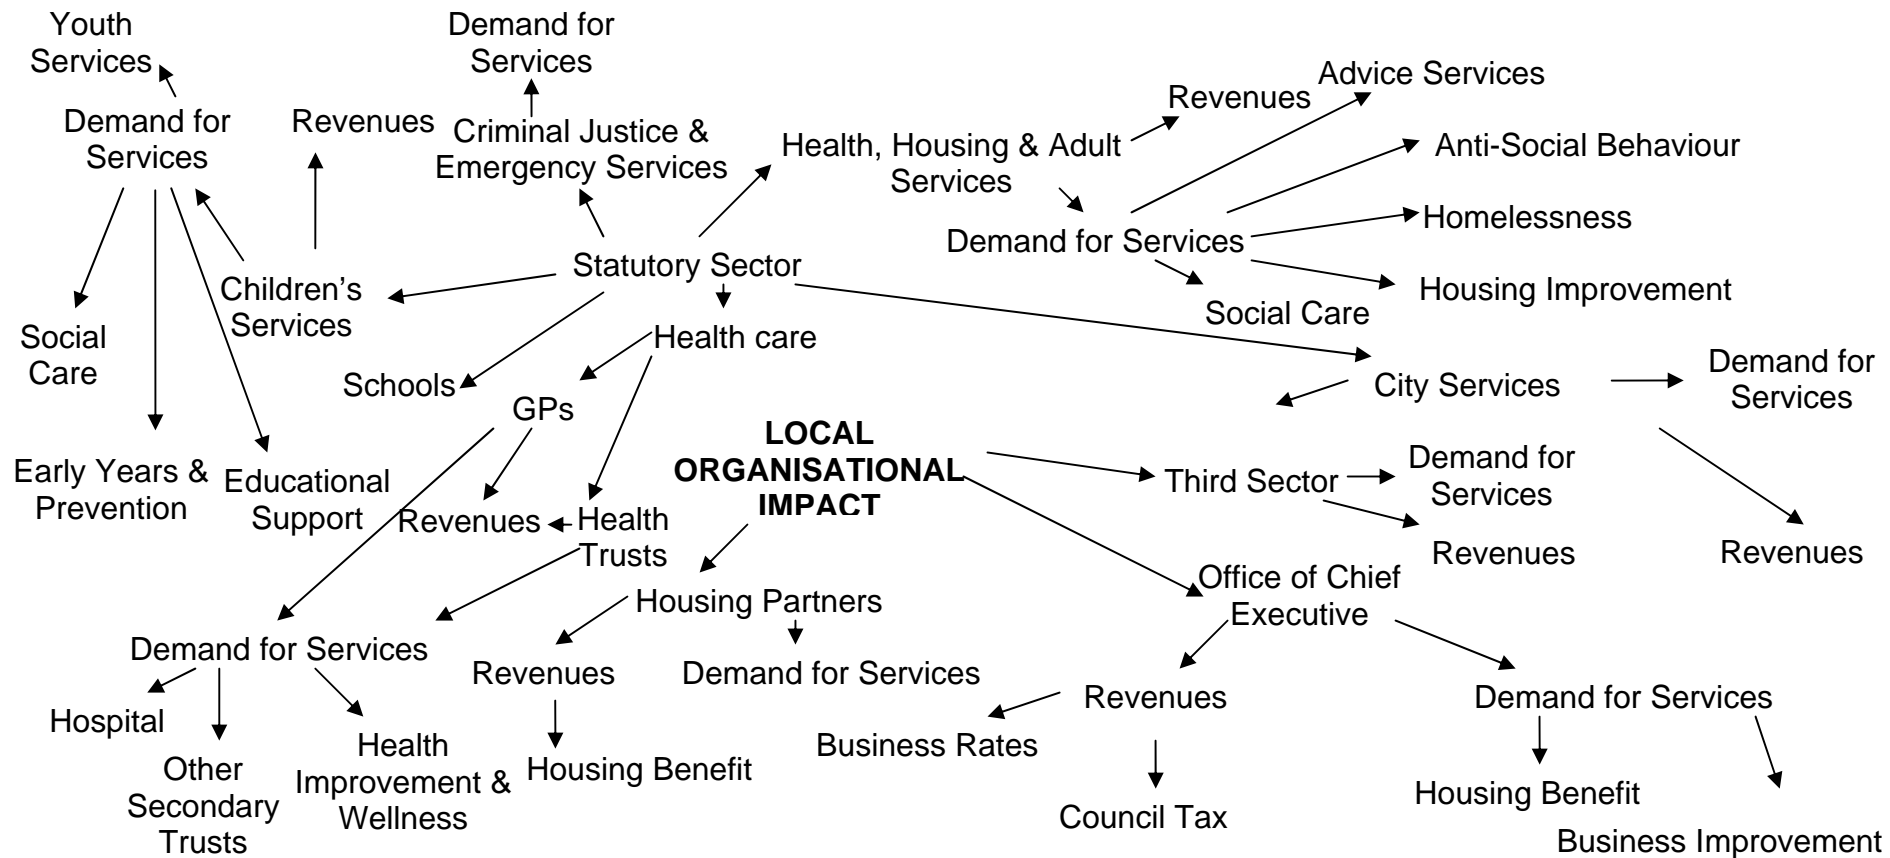 Youth
Services
Demand for
Services
Advice Services
Revenues
Demand for
Services
Revenues
Criminal Justice &
Emergency Services
Health, Housing & Adult
Services
Anti-Social Behaviour
Homelessness
Demand for Services
Statutory Sector
Children's
Services
Housing Improvement
Social Care
Social
Care
Health care
Schools
City Services
Demand for
Services
GPs
LOCAL
ORGANISATIONAL
IMPACT
Third Sector
Demand for
Services
Early Years &
Prevention
Educational
Support
Revenues
Health
Trusts
Revenues
Revenues
Office of Chief
Executive
Housing Partners
Demand for Services
Revenues
Demand for Services
Revenues
Demand for Services
Hospital
Health
Improvement &
Wellness
Business Rates
Other
Secondary
Trusts
Housing Benefit
Housing Benefit
Council Tax
Business Improvement